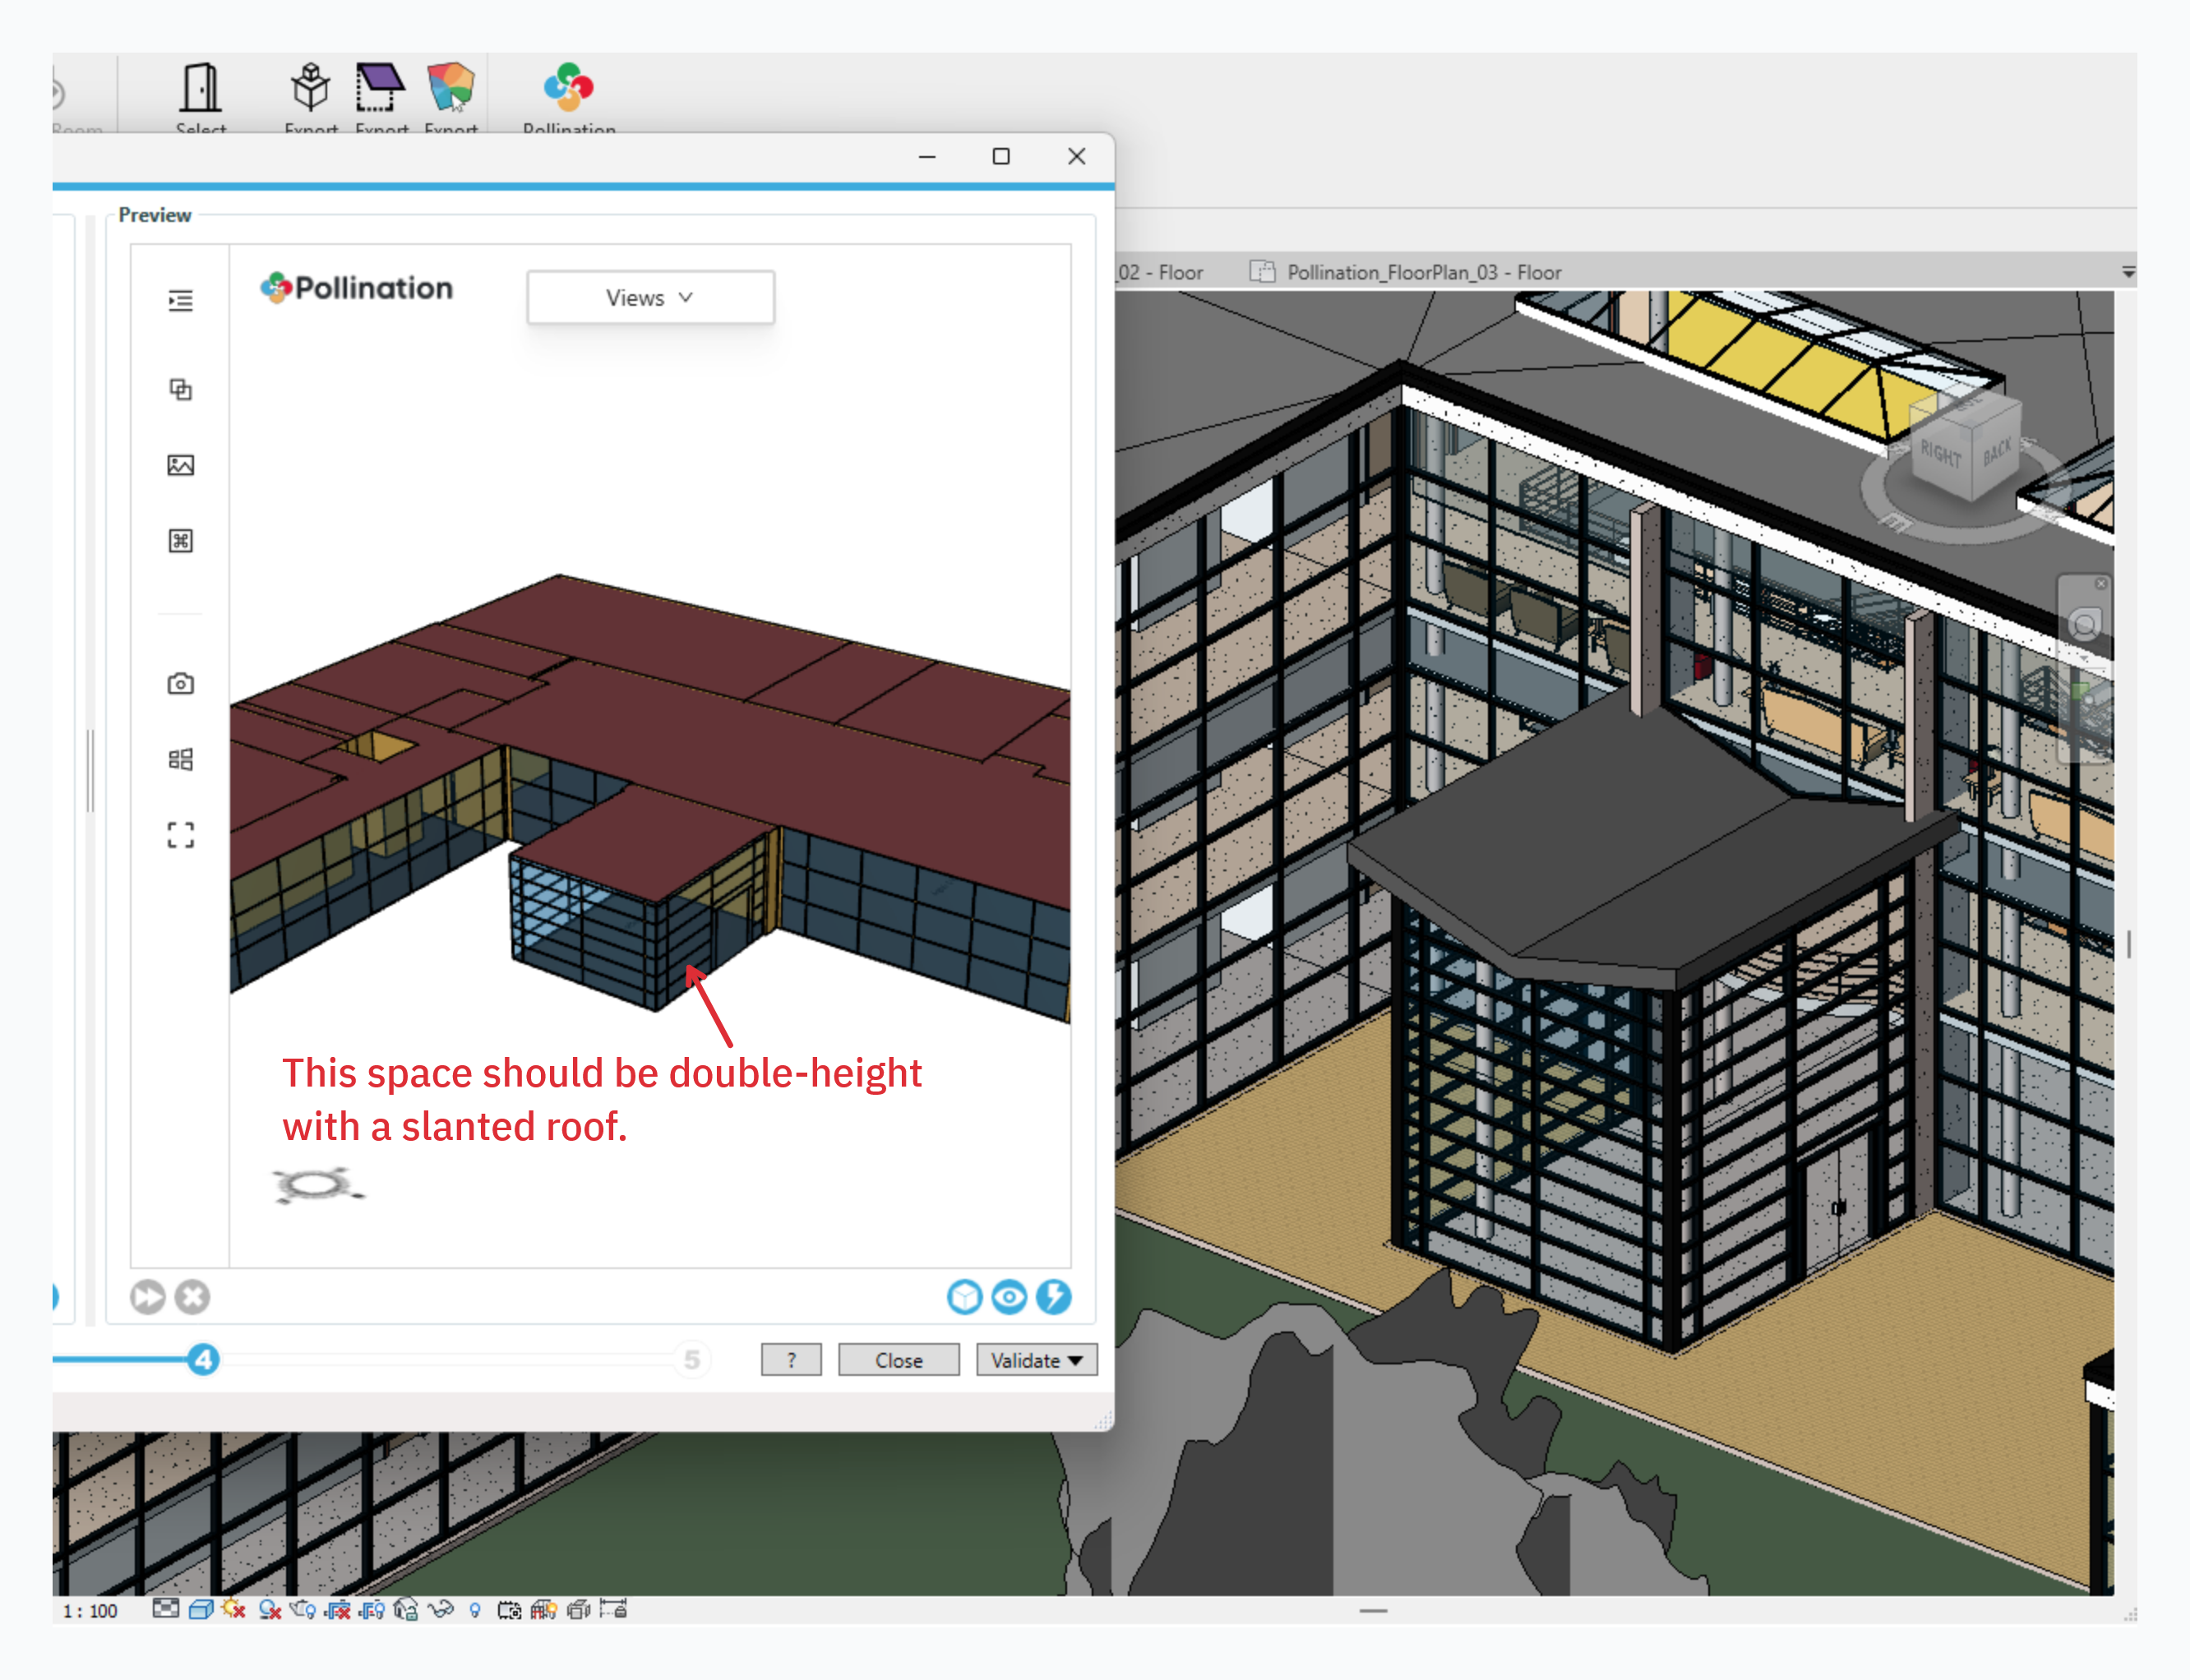 Room
Select
Export Export Export
Pollination
Preview
Pollination
Views
02 - Floor
Pollination_FloorPlan_03 - Floor
RIGHT
BACK
This space should be double-height
with a slanted roof.
4
5
?
Close
Validate
1 : 100